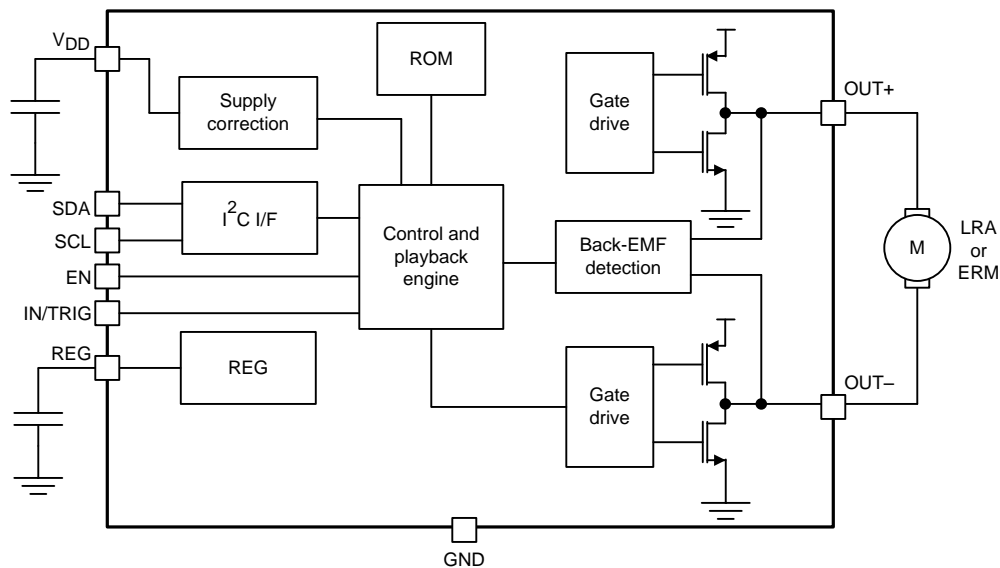 VDD
ROM
Supply
correction
Gate
drive
OUT+
SDA
I²C I/F
SCL
Control and
playback
engine
Back-EMF
detection
M
LRA
or
ERM
EN
IN/TRIG
REG
REG
Gate
drive
OUT–
GND